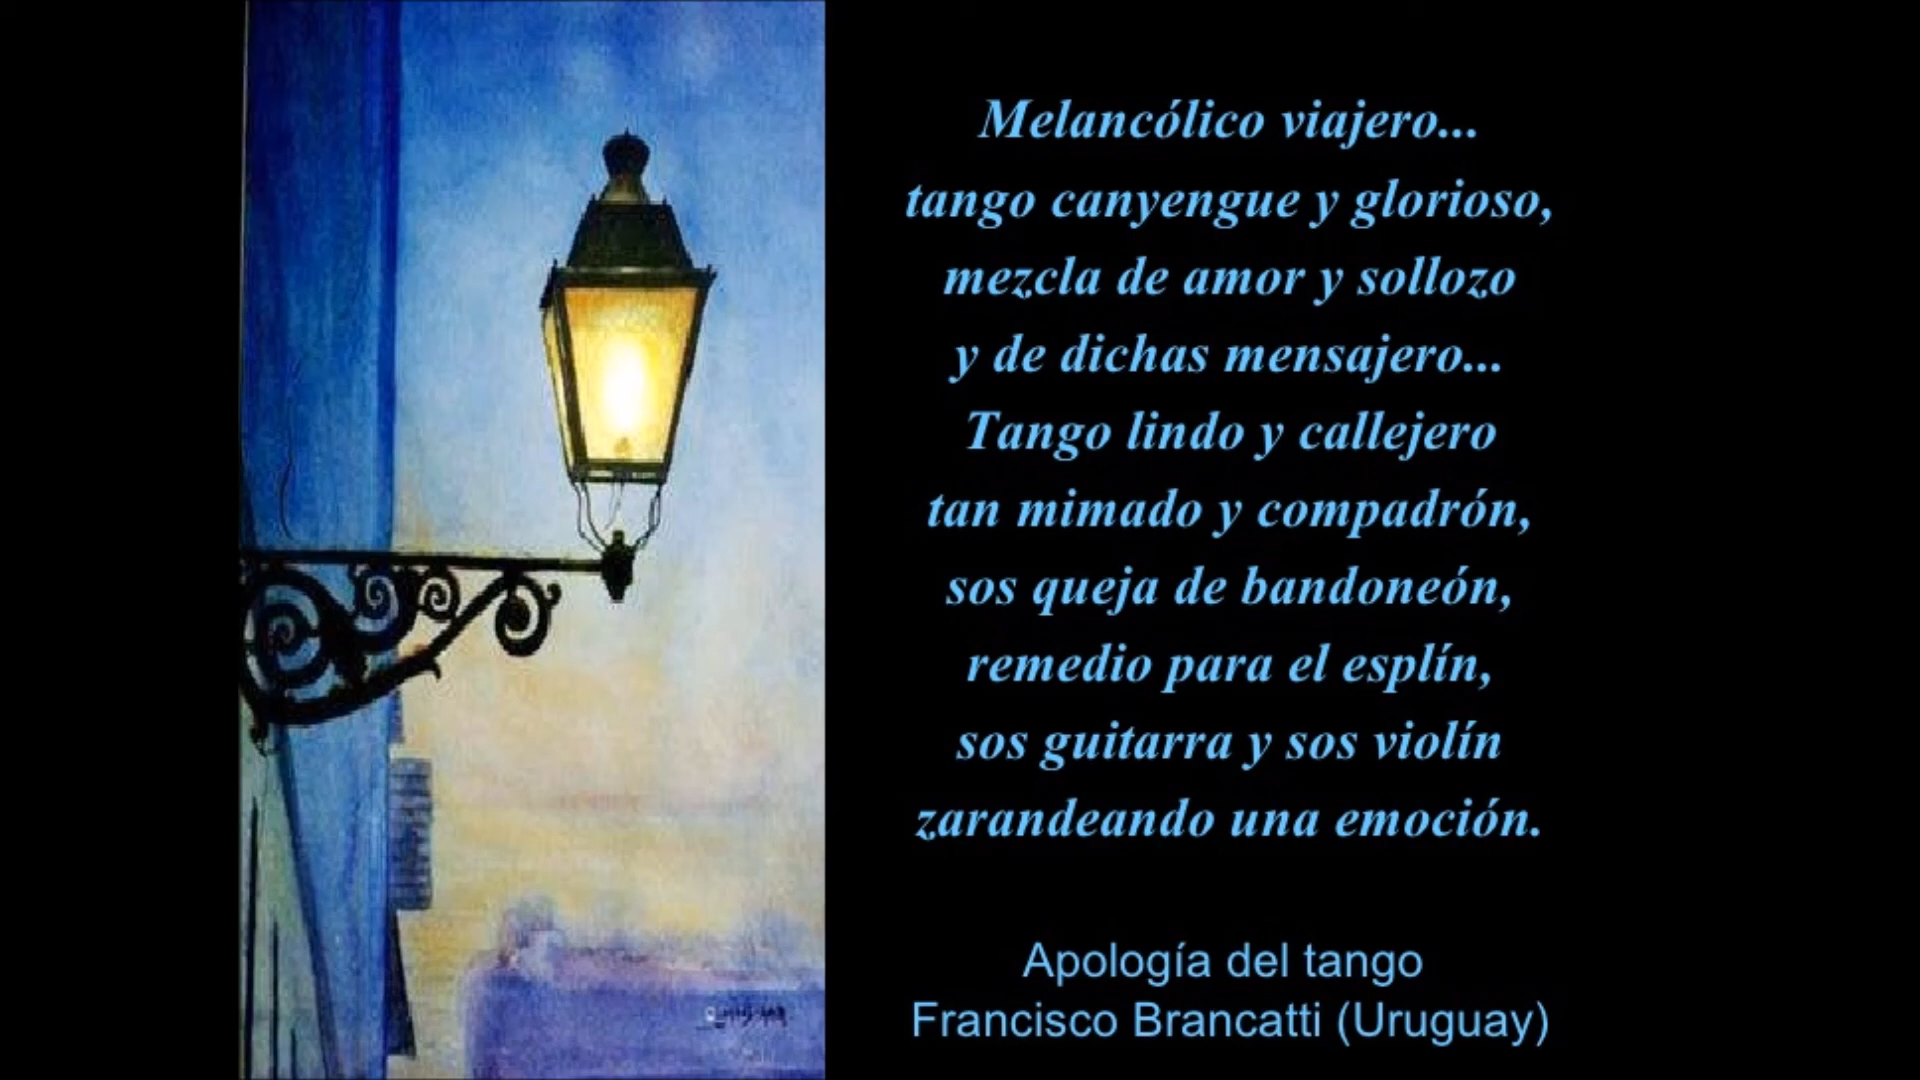 Melancólico viajero...
tango canyengue y glorioso,
mezcla de amor y sollozo
y de dichas mensajero...
Tango lindo y callejero
tan mimado y compadrón,
sos queja de bandoneón,
remedio para el esplín,
sos guitarra y sos violín
zarandeando una emoción.
Apología del tango
Francisco Brancatti (Uruguay)